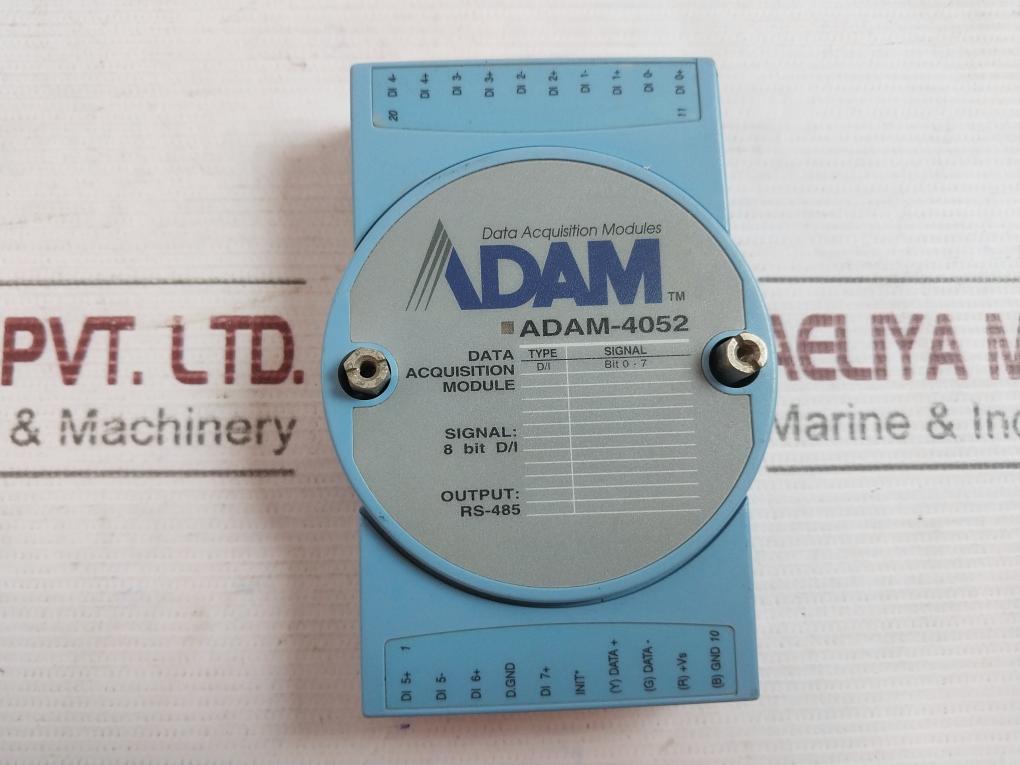 20 DI 4- DI 4+ DI 3- DI 3+ DI 2- DI 2+ DI 1- DI 1+ DI 0- DI 0+ 11
Data Acquisition Modules
ADAM TM
ADAM-4052
DATA ACQUISITION MODULE
TYPE SIGNAL
D/I Bit 0 - 7
SIGNAL:
8 bit D/I
OUTPUT:
RS-485
DI 5+ 1 DI 5- DI 6+ D.GND DI 7+ INIT* (Y) DATA + (G) DATA - (R) +Vs (B) GND 10
PVT. LTD.
& Machinery
AELIYA M
Marine & Ind